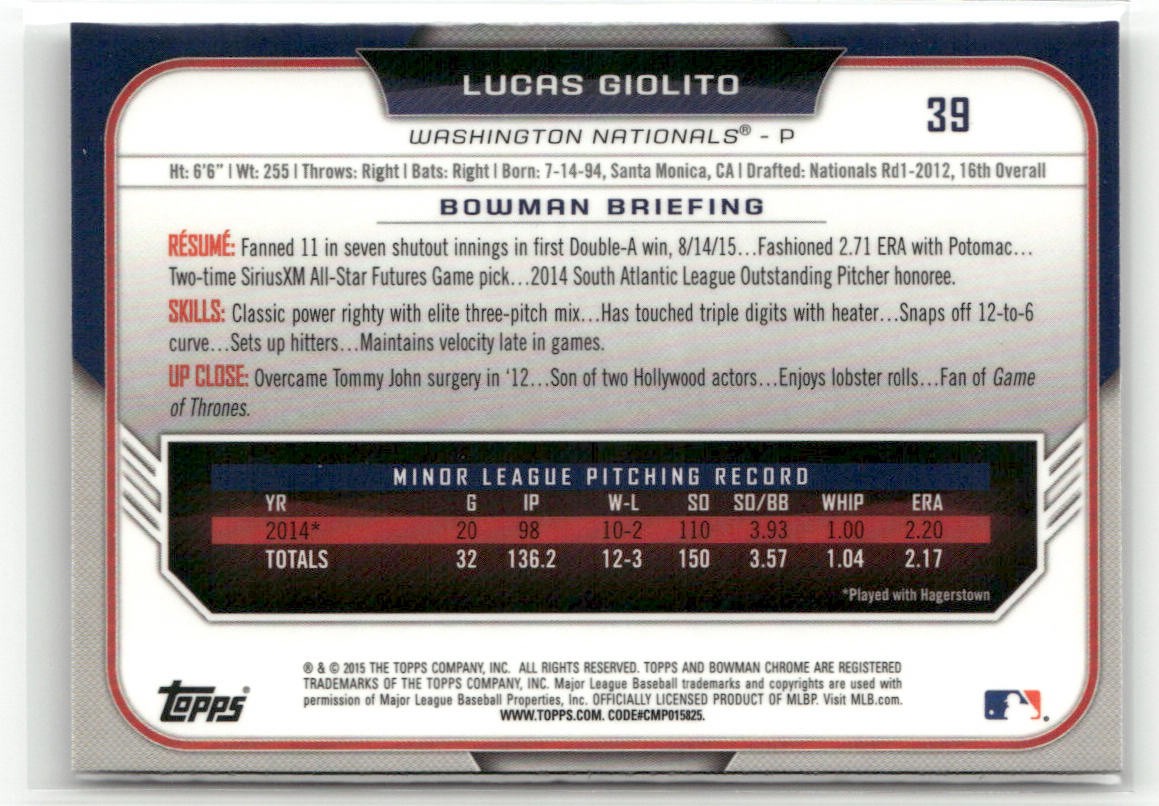 LUCAS GIOLITO
39
WASHINGTON NATIONALS® - P
Ht: 6'6" | Wt: 255 | Throws: Right | Bats: Right | Born: 7-14-94, Santa Monica, CA | Drafted: Nationals Rd1-2012, 16th Overall
BOWMAN BRIEFING
RÉSUMÉ: Fanned 11 in seven shutout innings in first Double-A win, 8/14/15...Fashioned 2.71 ERA with Potomac...
Two-time SiriusXM All-Star Futures Game pick...2014 South Atlantic League Outstanding Pitcher honoree.
SKILLS: Classic power righty with elite three-pitch mix...Has touched triple digits with heater...Snaps off 12-to-6
curve...Sets up hitters...Maintains velocity late in games.
UP CLOSE: Overcame Tommy John surgery in '12...Son of two Hollywood actors...Enjoys lobster rolls...Fan of Game
of Thrones.
MINOR LEAGUE PITCHING RECORD
YR G IP W-L SO SO/BB WHIP ERA
2014* 20 98 10-2 110 3.93 1.00 2.20
TOTALS 32 136.2 12-3 150 3.57 1.04 2.17
*Played with Hagerstown
® & © 2015 THE TOPPS COMPANY, INC. ALL RIGHTS RESERVED. TOPPS AND BOWMAN CHROME ARE REGISTERED
TRADEMARKS OF THE TOPPS COMPANY, INC. Major League Baseball trademarks and copyrights are used with
permission of Major League Baseball Properties, Inc. OFFICIALLY LICENSED PRODUCT OF MLBP. Visit MLB.com.
WWW.TOPPS.COM. CODE#CMP015825.
TOPPS®